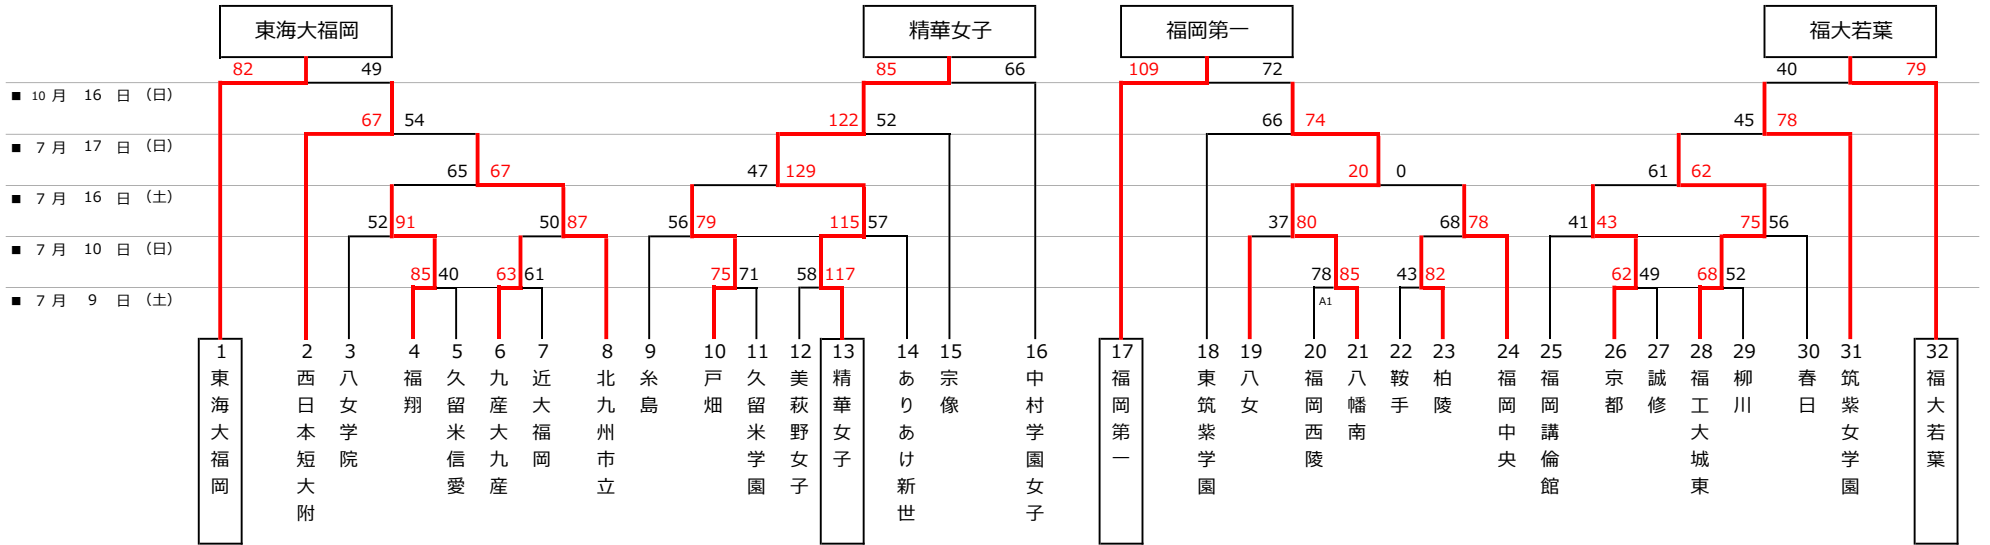 東海大福岡 精華女子 福岡第一 福大若葉
82 49 85 66 109 72 40 79
■ 10 月 16 日 (日)
67 54 122 52 66 74 45 78
■ 7 月 17 日 (日)
65 67 47 129 20 0 61 62
■ 7 月 16 日 (土)
52 91 50 87 56 79 115 57 37 80 68 78 41 43 75 56
■ 7 月 10 日 (日)
85 40 63 61 75 71 58 117 78 85 43 82 62 49 68 52
■ 7 月 9 日 (土)
A1
1 2 3 4 5 6 7 8 9 10 11 12 13 14 15 16 17 18 19 20 21 22 23 24 25 26 27 28 29 30 31 32
東海大福岡
西日本短大附
八女学院
福翔
久留米信愛
九産大九産
近大福岡
北九州市立
糸島
戸畑
久留米学園
美萩野女子
精華女子
ありあけ新世
宗像
中村学園女子
福岡第一
東筑紫学園
八女
福岡西陵
八幡南
鞍手
柏陵
福岡中央
福岡講倫館
京都
誠修
福工大城東
柳川
春日
筑紫女学園
福大若葉